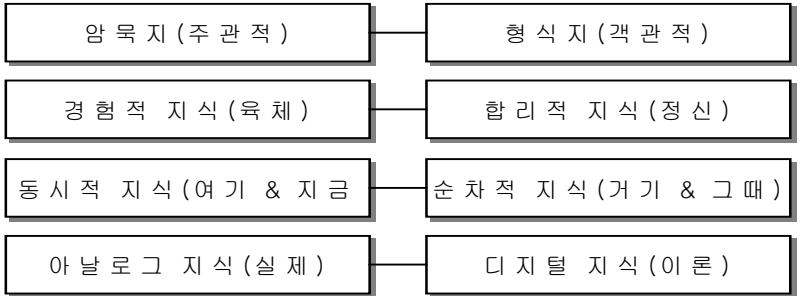 암묵지(주관적) 형식지(객관적)
경험적 지식(육체) 합리적 지식(정신)
동시적 지식(여기 & 지금 순차적 지식(거기 & 그때)
아날로그 지식(실제) 디지털 지식(이론)